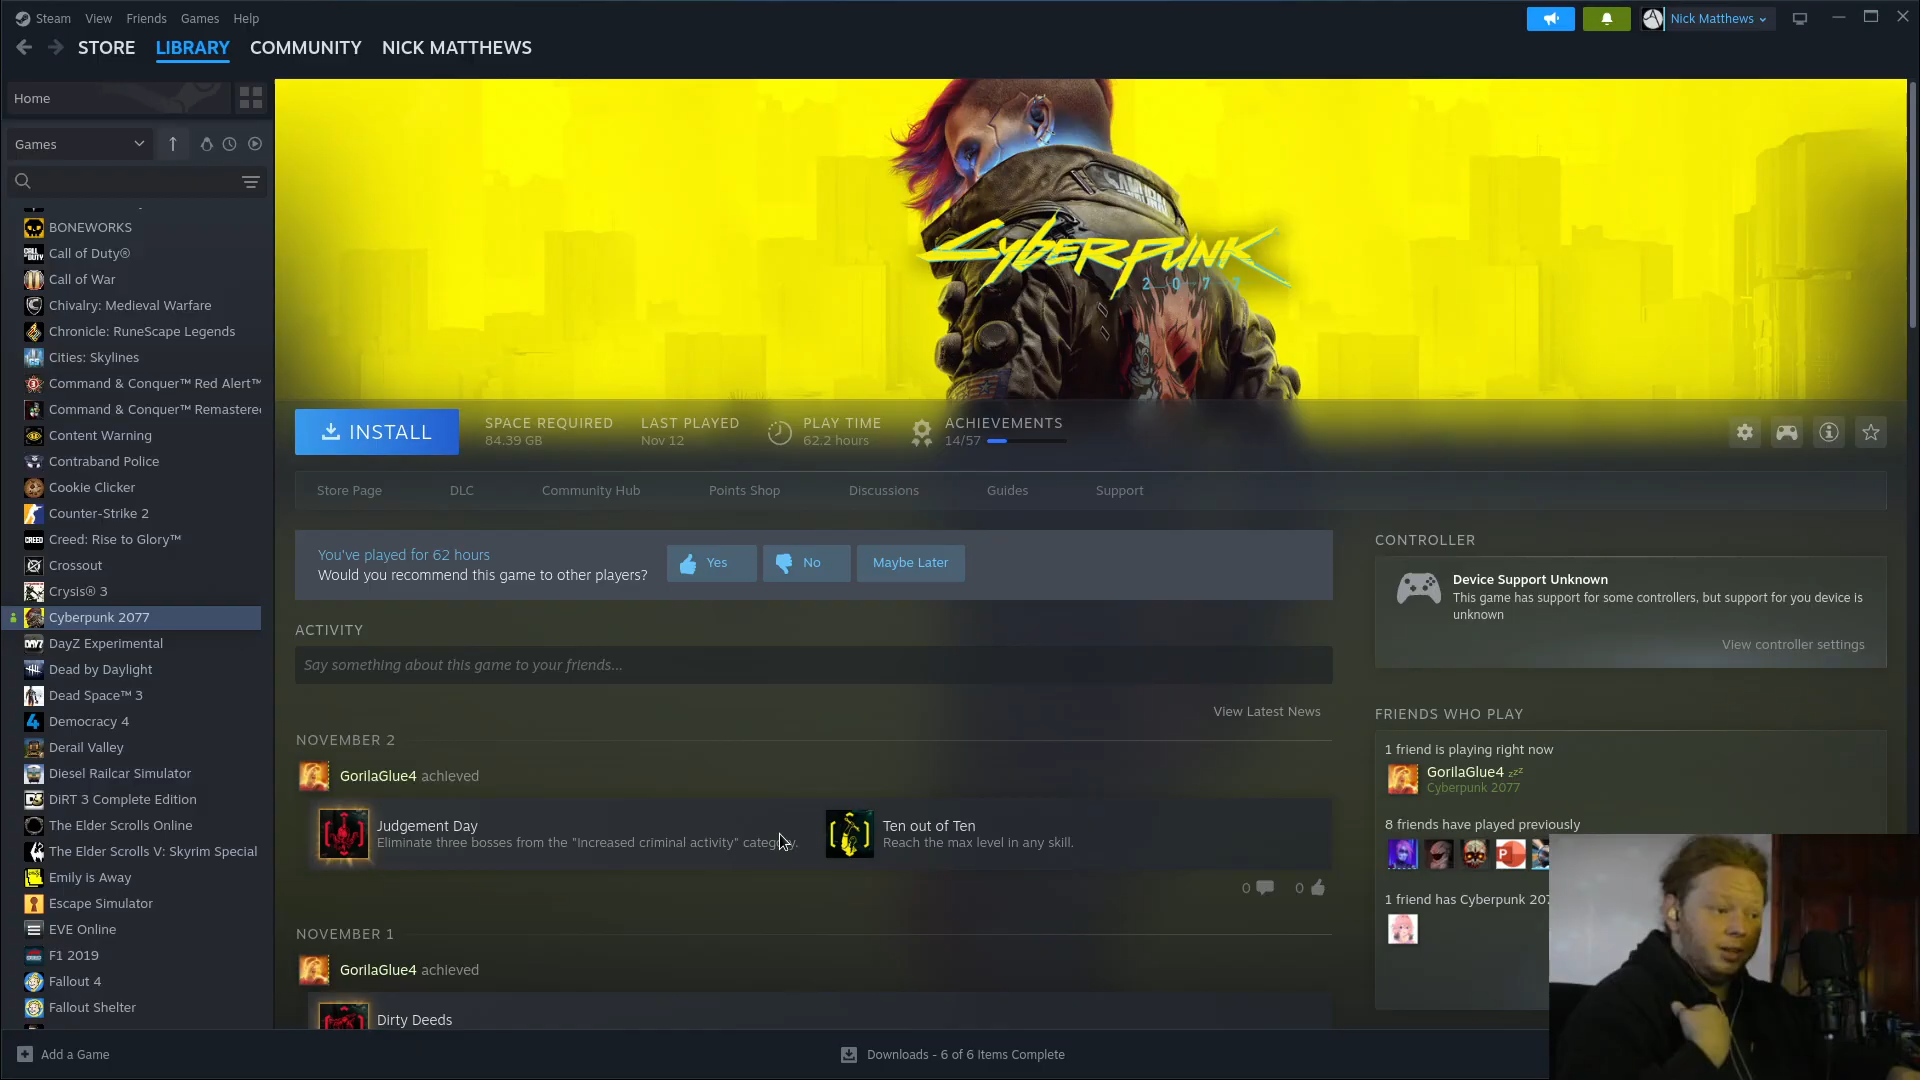 Steam View Friends Games Help
Nick Matthews
STORE LIBRARY COMMUNITY NICK MATTHEWS
Home
Games
BONEWORKS
Call of Duty®
Call of War
Chivalry: Medieval Warfare
Chronicle: RuneScape Legends
Cities: Skylines
Command & Conquer™ Red Alert™
Command & Conquer™ Remastered
Content Warning
Contraband Police
Cookie Clicker
Counter-Strike 2
Creed: Rise to Glory™
Crossout
Crysis® 3
Cyberpunk 2077
DayZ Experimental
Dead by Daylight
Dead Space™ 3
Democracy 4
Derail Valley
Diesel Railcar Simulator
DiRT 3 Complete Edition
The Elder Scrolls Online
The Elder Scrolls V: Skyrim Special
Emily is Away
Escape Simulator
EVE Online
F1 2019
Fallout 4
Fallout Shelter
Add a Game
SAMURAI
Cyberpunk
2077
INSTALL
SPACE REQUIRED
84.39 GB
LAST PLAYED
Nov 12
PLAY TIME
62.2 hours
ACHIEVEMENTS
14/57
Store Page DLC Community Hub Points Shop Discussions Guides Support
You've played for 62 hours
Would you recommend this game to other players?
Yes No Maybe Later
ACTIVITY
Say something about this game to your friends...
View Latest News
NOVEMBER 2
GorilaGlue4 achieved
Judgement Day
Eliminate three bosses from the "Increased criminal activity" category.
Ten out of Ten
Reach the max level in any skill.
0 0
NOVEMBER 1
GorilaGlue4 achieved
Dirty Deeds
CONTROLLER
Device Support Unknown
This game has support for some controllers, but support for you device is
unknown
View controller settings
FRIENDS WHO PLAY
1 friend is playing right now
GorilaGlue4 zzz
Cyberpunk 2077
8 friends have played previously
1 friend has Cyberpunk 207
Downloads - 6 of 6 Items Complete